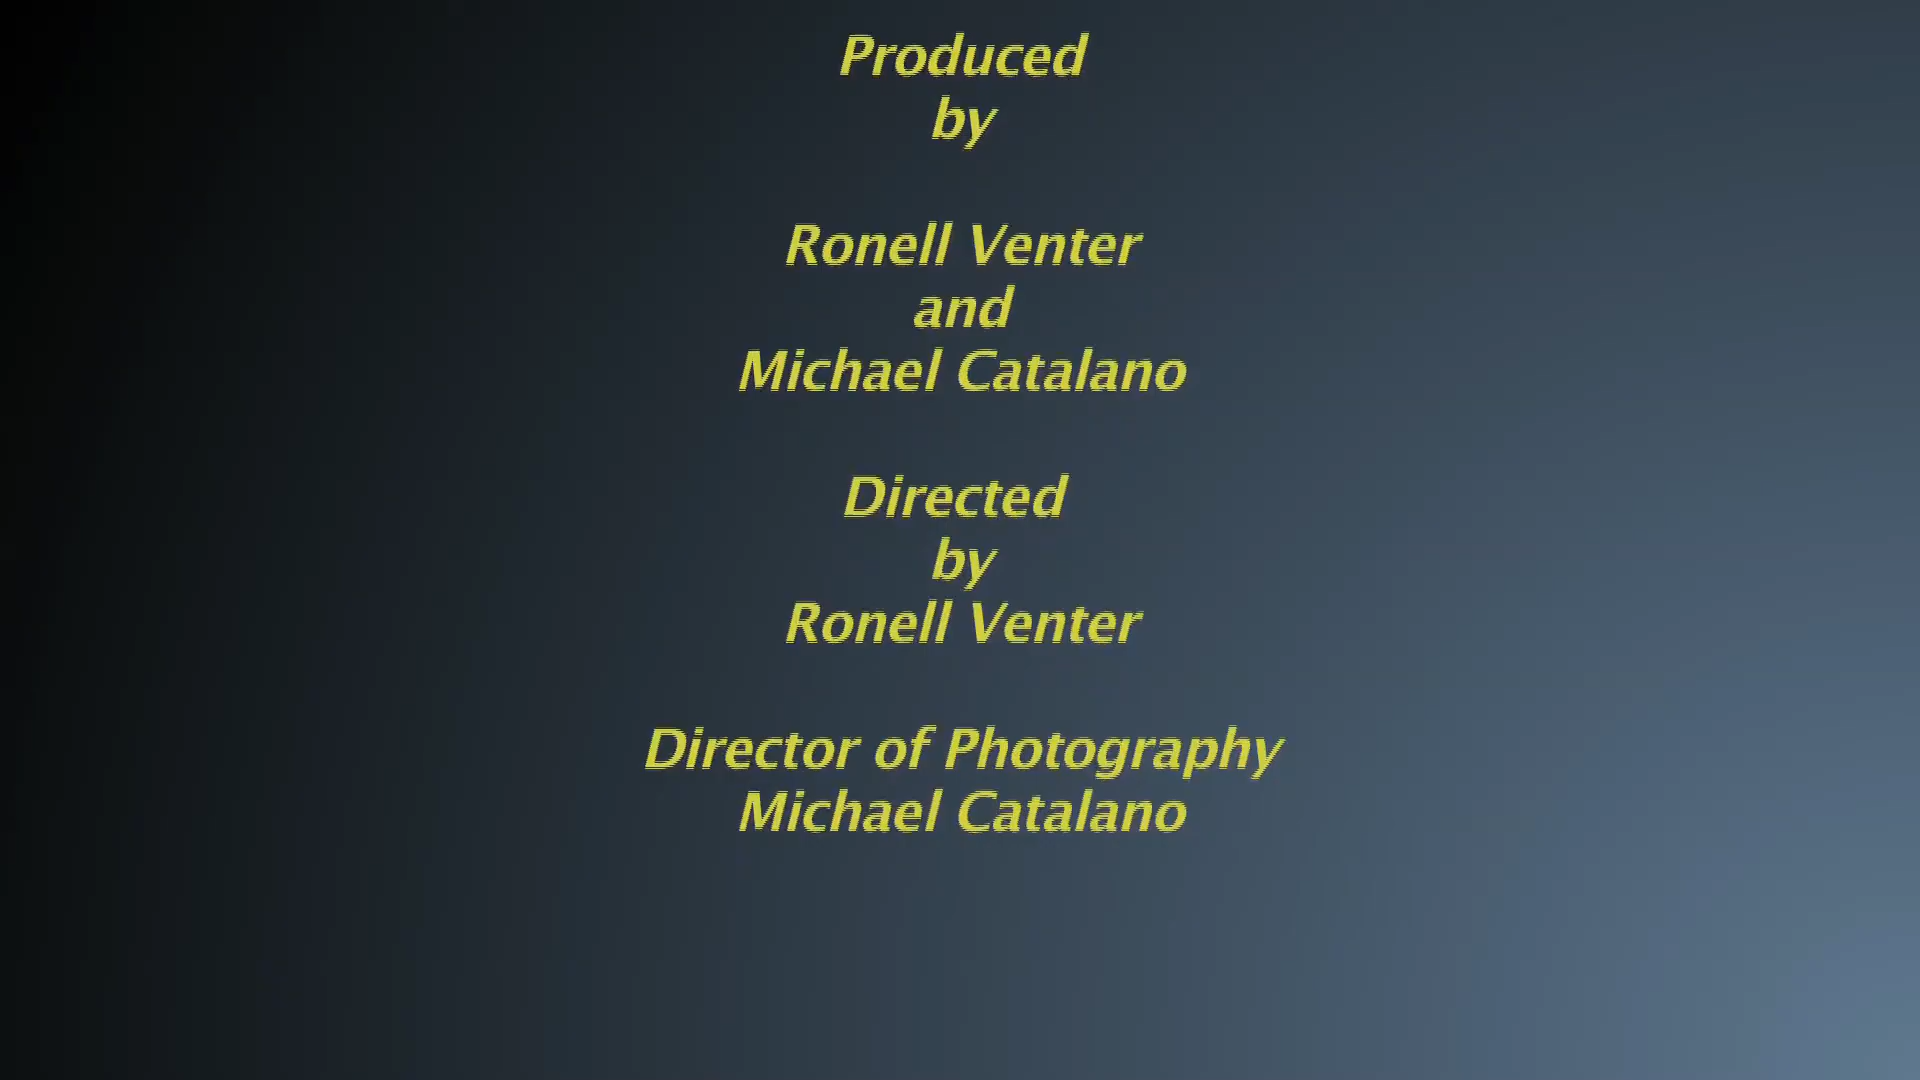 Produced
by
Ronell Venter
and
Michael Catalano
Directed
by
Ronell Venter
Director of Photography
Michael Catalano